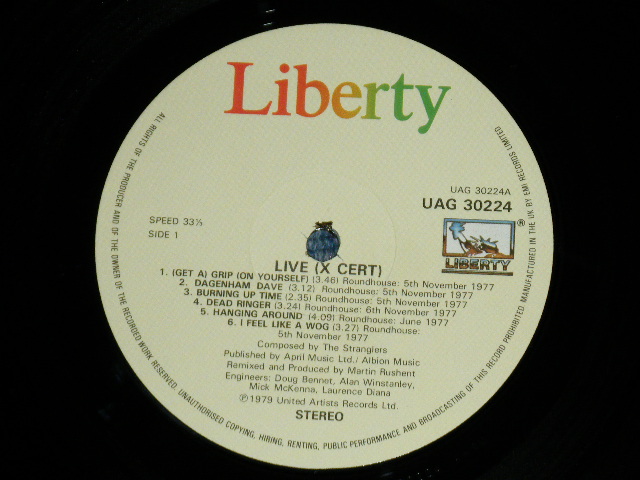 Liberty
UAG 30224A
UAG 30224
SPEED 33⅓
SIDE 1
®
LIBERTY
LIVE (X CERT)
1. (GET A) GRIP (ON YOURSELF) (3.46) Roundhouse: 5th November 1977
2. DAGENHAM DAVE (3.12) Roundhouse: 5th November 1977
3. BURNING UP TIME (2.35) Roundhouse: 5th November 1977
4. DEAD RINGER (3.24) Roundhouse: 6th November 1977
5. HANGING AROUND (4.09) Roundhouse: June 1977
6. I FEEL LIKE A WOG (3.27) Roundhouse:
5th November 1977
Composed by The Stranglers
Published by April Music Ltd./ Albion Music
Remixed and Produced by Martin Rushent
Engineers: Doug Bennet, Alan Winstanley,
Mick McKenna, Laurence Diana
℗1979 United Artists Records Ltd.
STEREO
ALL RIGHTS OF THE PRODUCER AND OF THE OWNER OF THE RECORDED WORK RESERVED. UNAUTHORISED COPYING, HIRING, RENTING, PUBLIC PERFORMANCE AND BROADCASTING OF THIS RECORD PROHIBITED. MANUFACTURED IN THE UK BY EMI RECORDS LIMITED